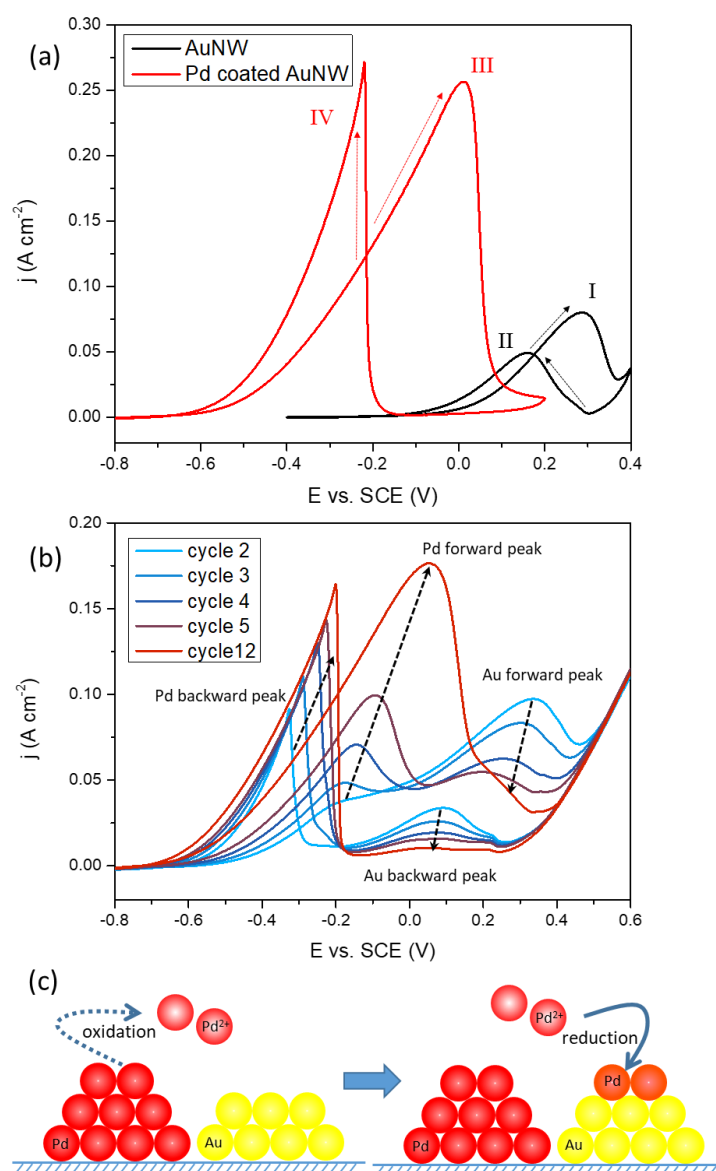 (a)
AuNW
Pd coated AuNW
I
II
III
IV
j (A cm⁻²)
0.30
0.25
0.20
0.15
0.10
0.05
0.00
-0.8 -0.6 -0.4 -0.2 0.0 0.2 0.4
E vs. SCE (V)
(b)
cycle 2
cycle 3
cycle 4
cycle 5
cycle12
Pd forward peak
Pd backward peak
Au forward peak
Au backward peak
j (A cm⁻²)
0.20
0.15
0.10
0.05
0.00
-0.8 -0.6 -0.4 -0.2 0.0 0.2 0.4 0.6
E vs. SCE (V)
(c)
oxidation
Pd²⁺
Pd
Au
Pd²⁺
reduction
Pd
Pd
Au